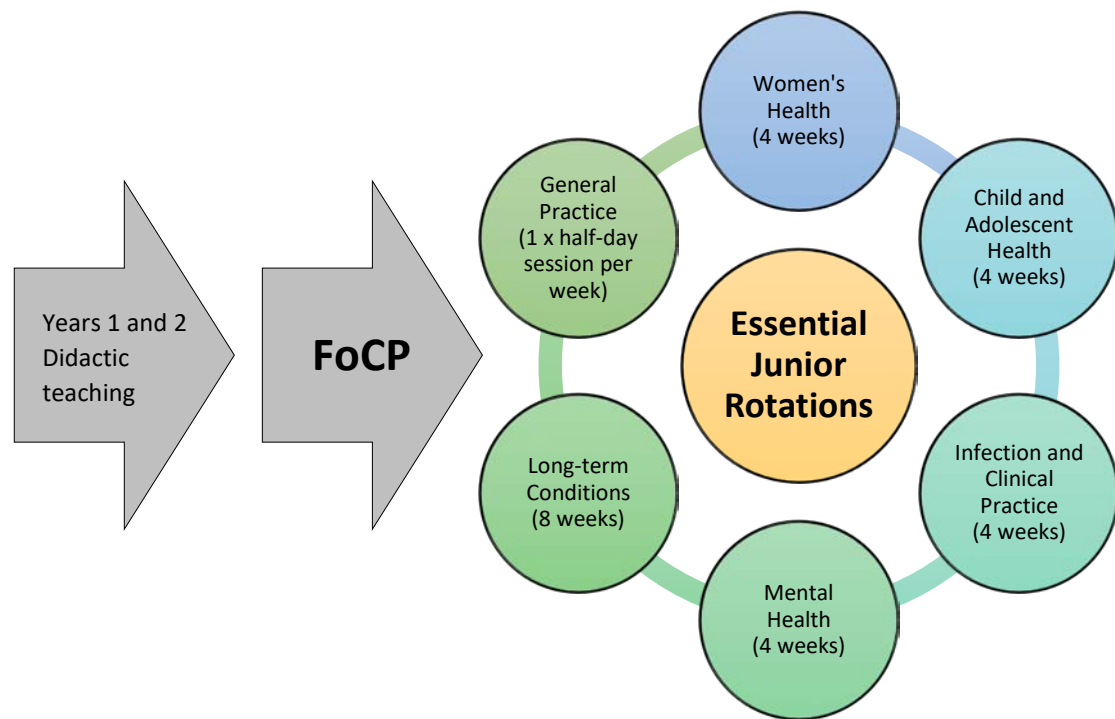 Years 1 and 2
Didactic
teaching
FoCP
Essential
Junior
Rotations
Women's
Health
(4 weeks)
Child and
Adolescent
Health
(4 weeks)
Infection and
Clinical
Practice
(4 weeks)
Mental
Health
(4 weeks)
Long-term
Conditions
(8 weeks)
General
Practice
(1 x half-day
session per
week)